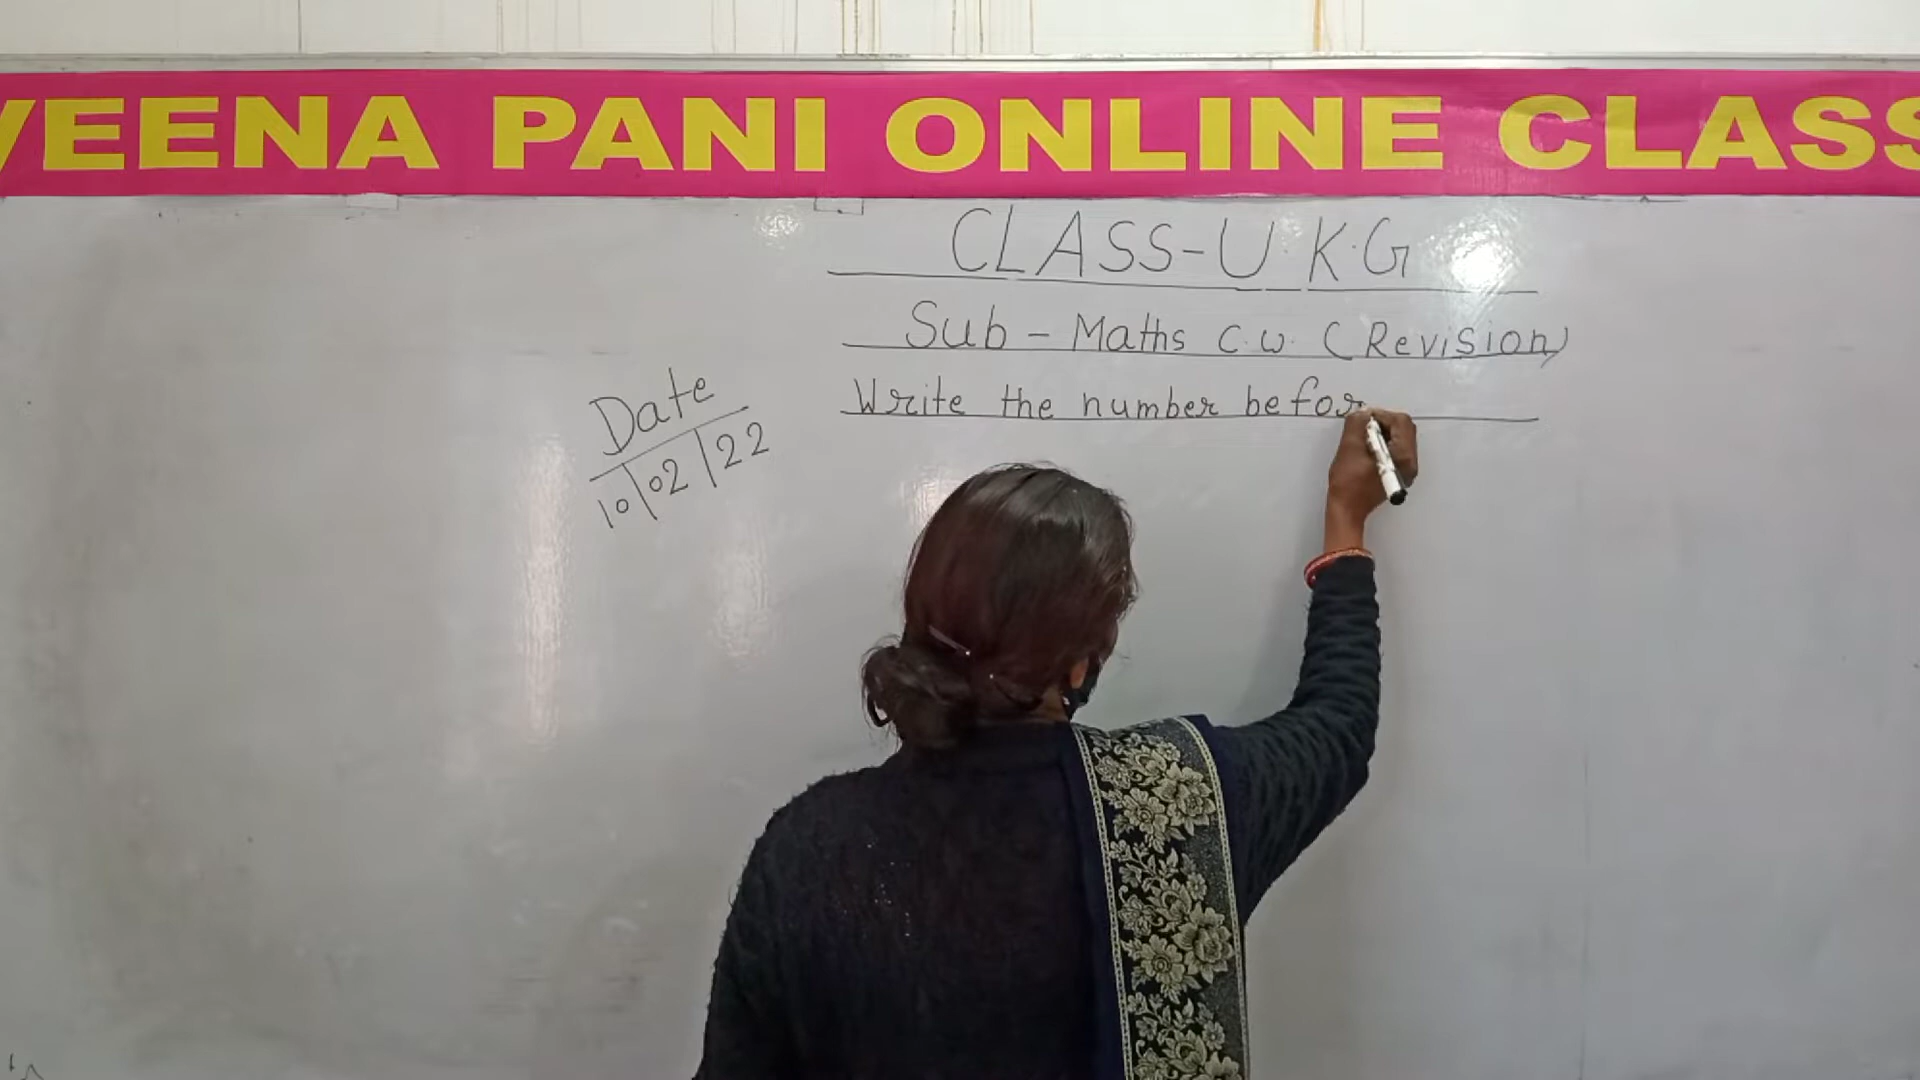 VEENA PANI ONLINE CLASS
CLASS-U.K.G
Sub - Maths C.W. (Revision)
Write the number befor
Date
10/02/22